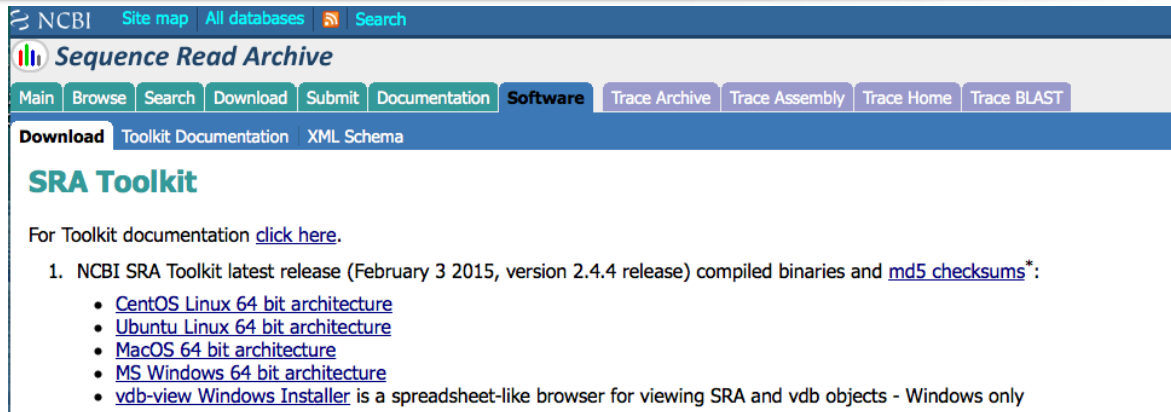 NCBI Site map All databases Search
Sequence Read Archive
Main Browse Search Download Submit Documentation Software Trace Archive Trace Assembly Trace Home Trace BLAST
Download Toolkit Documentation XML Schema
SRA Toolkit
For Toolkit documentation click here.
1. NCBI SRA Toolkit latest release (February 3 2015, version 2.4.4 release) compiled binaries and md5 checksums*:
• CentOS Linux 64 bit architecture
• Ubuntu Linux 64 bit architecture
• MacOS 64 bit architecture
• MS Windows 64 bit architecture
• vdb-view Windows Installer is a spreadsheet-like browser for viewing SRA and vdb objects - Windows only